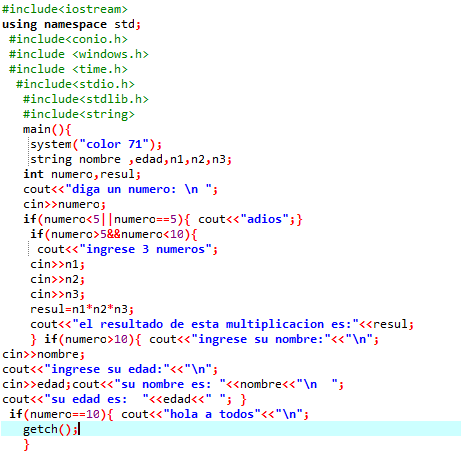 #include<iostream>
using namespace std;
#include<conio.h>
#include <windows.h>
#include <time.h>
#include<stdio.h>
#include<stdlib.h>
#include<string>
main(){
system("color 71");
string nombre ,edad,n1,n2,n3;
int numero,resul;
cout<<"diga un numero: \n ";
cin>>numero;
if(numero<5||numero==5){ cout<<"adios";}
if(numero>5&&numero<10){
cout<<"ingrese 3 numeros";
cin>>n1;
cin>>n2;
cin>>n3;
resul=n1*n2*n3;
cout<<"el resultado de esta multiplicacion es:"<<resul;
} if(numero>10){ cout<<"ingrese su nombre:"<<"\n";
cin>>nombre;
cout<<"ingrese su edad:"<<"\n";
cin>>edad;cout<<"su nombre es: "<<nombre<<"\n  ";
cout<<"su edad es:  "<<edad<<" "; }
if(numero==10){ cout<<"hola a todos"<<"\n";
getch();
}